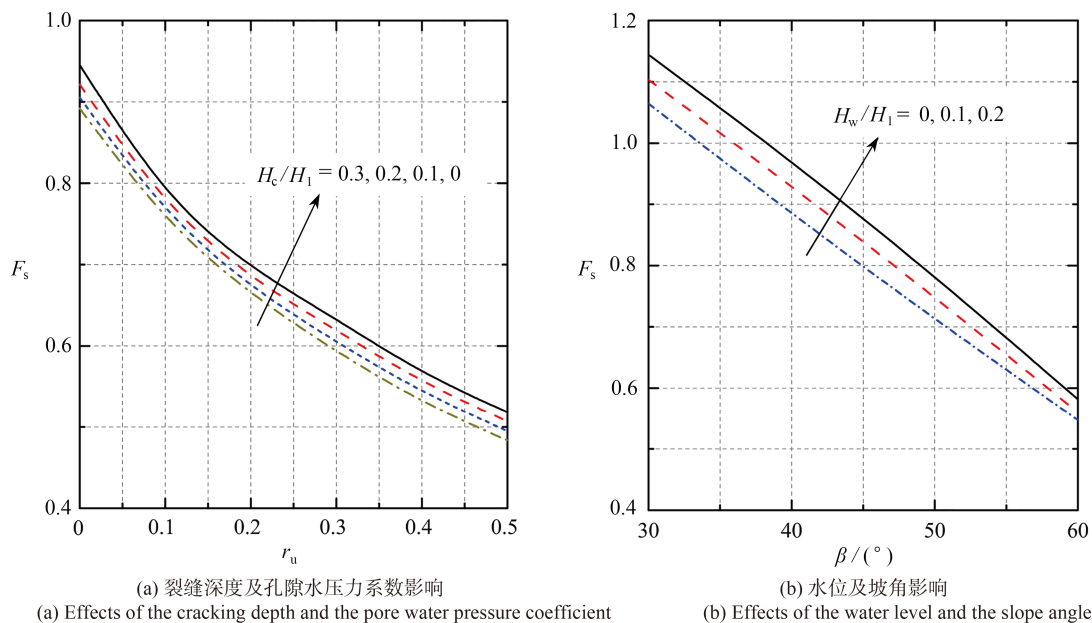 1.0
0.8
0.6
0.4
F_s
H_c/H_1 = 0.3, 0.2, 0.1, 0
0 0.1 0.2 0.3 0.4 0.5
r_u
(a) 裂缝深度及孔隙水压力系数影响
(a) Effects of the cracking depth and the pore water pressure coefficient
1.2
1.0
0.8
0.6
0.4
F_s
H_w/H_1 = 0, 0.1, 0.2
30 40 50 60
β/(°)
(b) 水位及坡角影响
(b) Effects of the water level and the slope angle